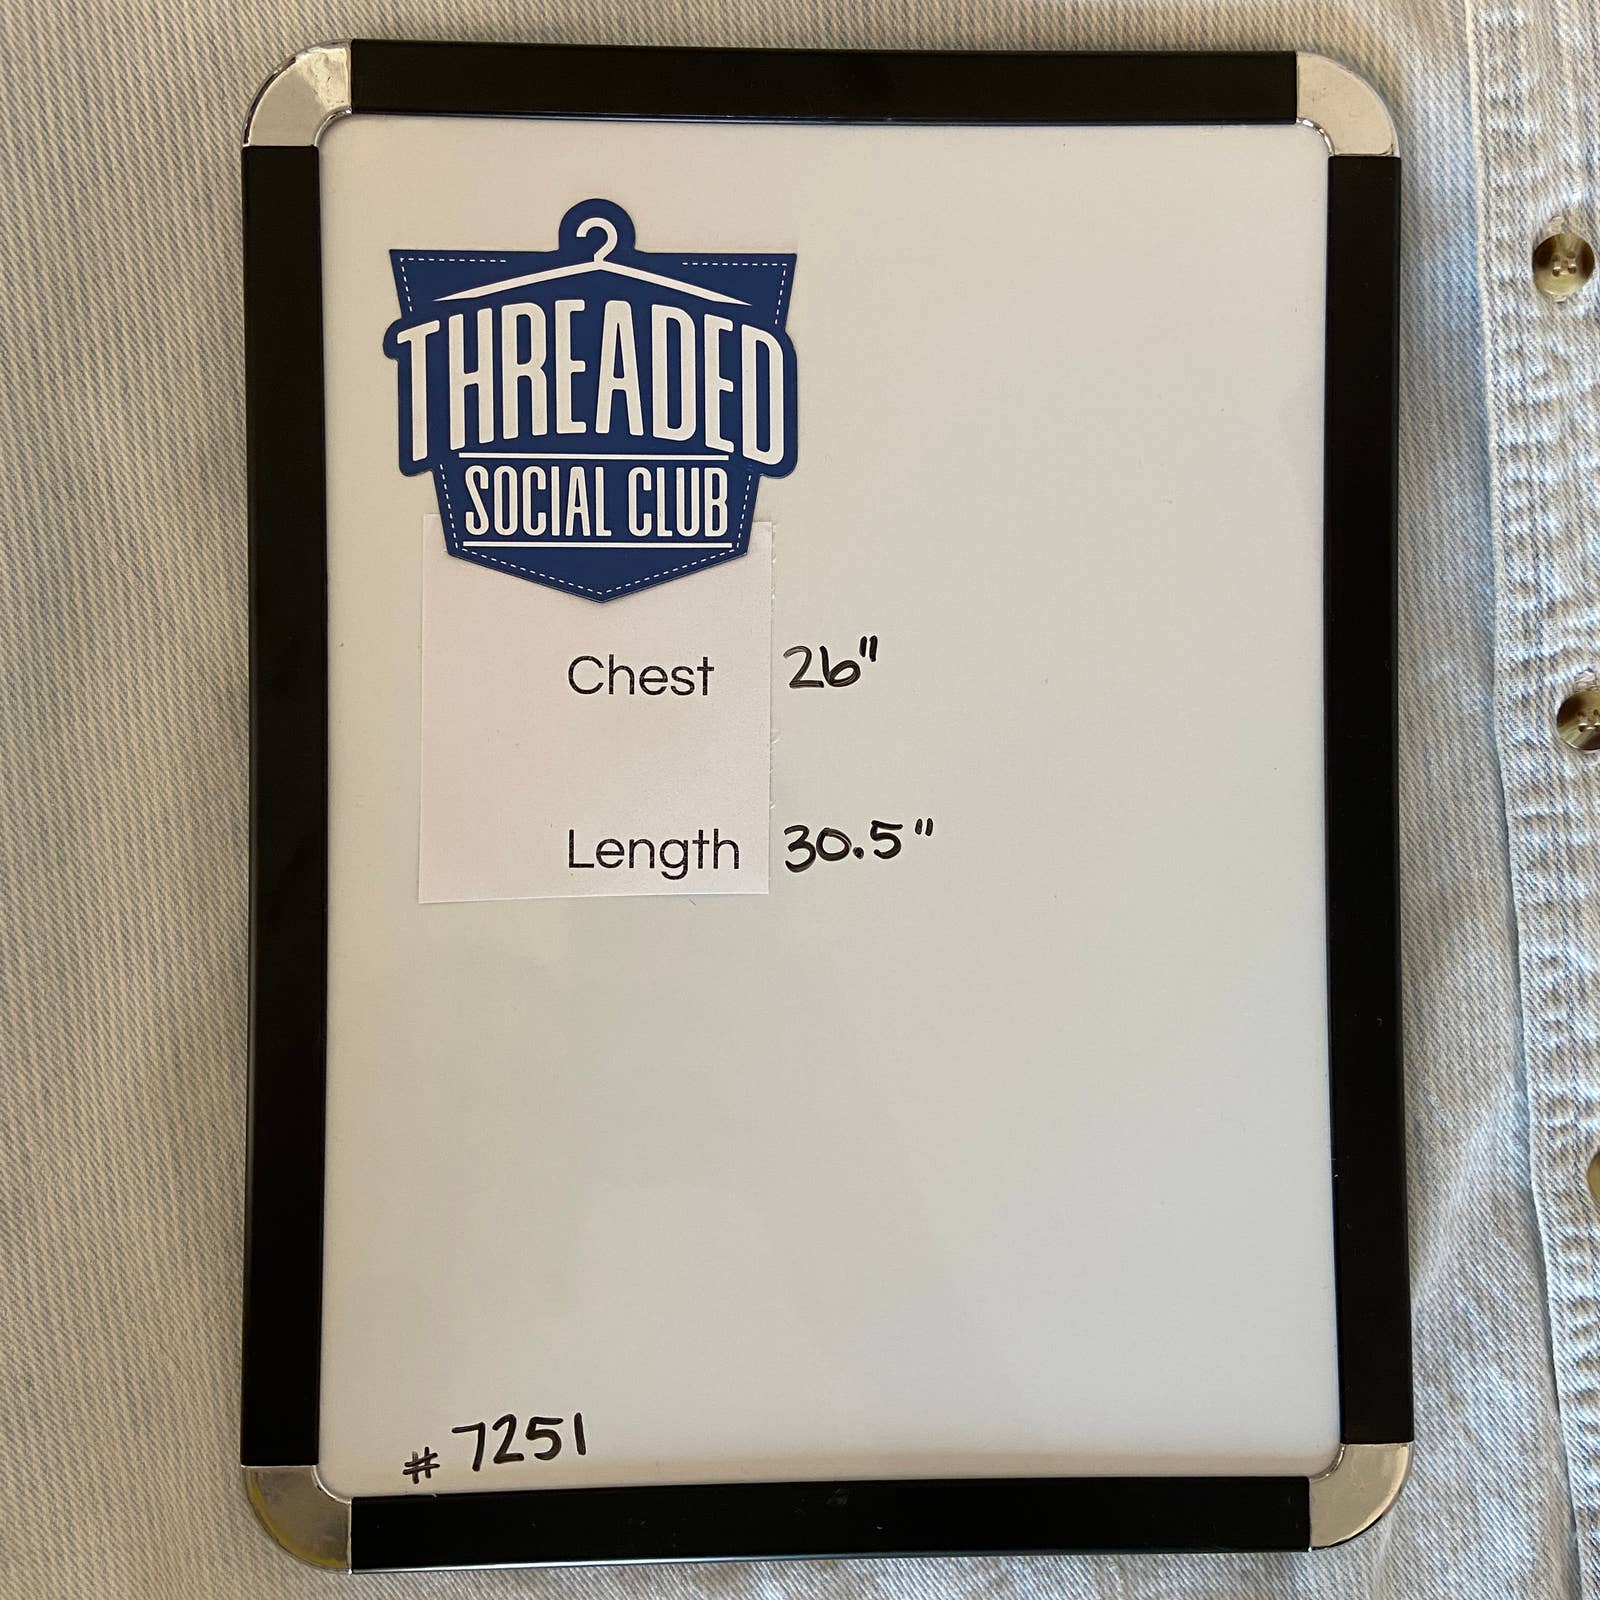 THREADED
SOCIAL CLUB
Chest 26"
Length 30.5"
# 7251